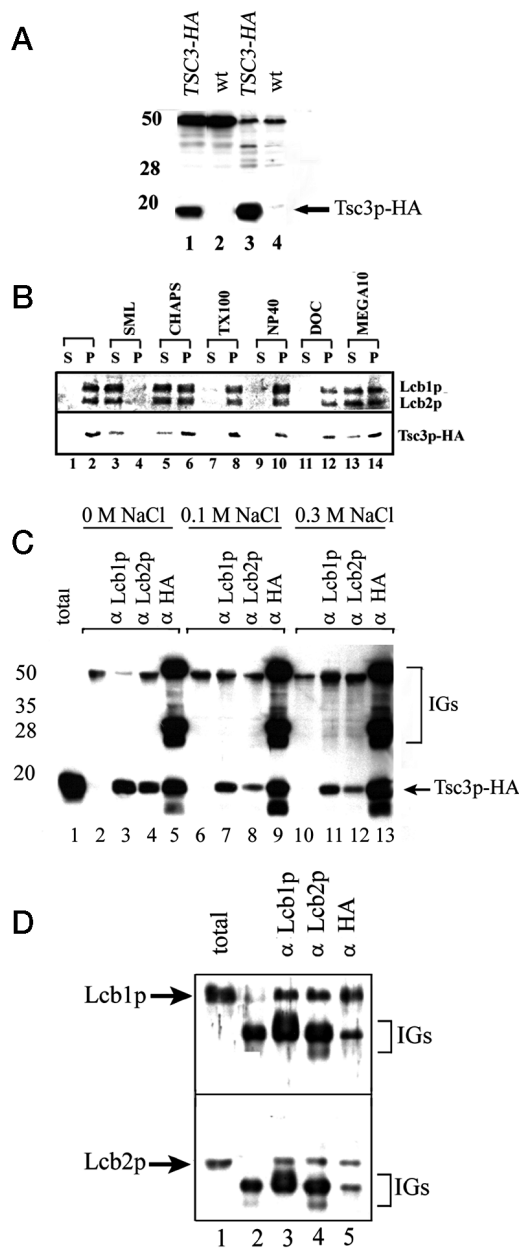 A
TSC3-HA wt TSC3-HA wt
50
28
20
Tsc3p-HA
1 2 3 4
B
SML CHAPS TX100 NP40 DOC MEGA10
S P S P S P S P S P S P S P
Lcb1p
Lcb2p
Tsc3p-HA
1 2 3 4 5 6 7 8 9 10 11 12 13 14
C
0 M NaCl 0.1 M NaCl 0.3 M NaCl
total α Lcb1p α Lcb2p α HA α Lcb1p α Lcb2p α HA α Lcb1p α Lcb2p α HA
50
35
28
20
IGs
Tsc3p-HA
1 2 3 4 5 6 7 8 9 10 11 12 13
D
total α Lcb1p α Lcb2p α HA
Lcb1p
IGs
Lcb2p
IGs
1 2 3 4 5